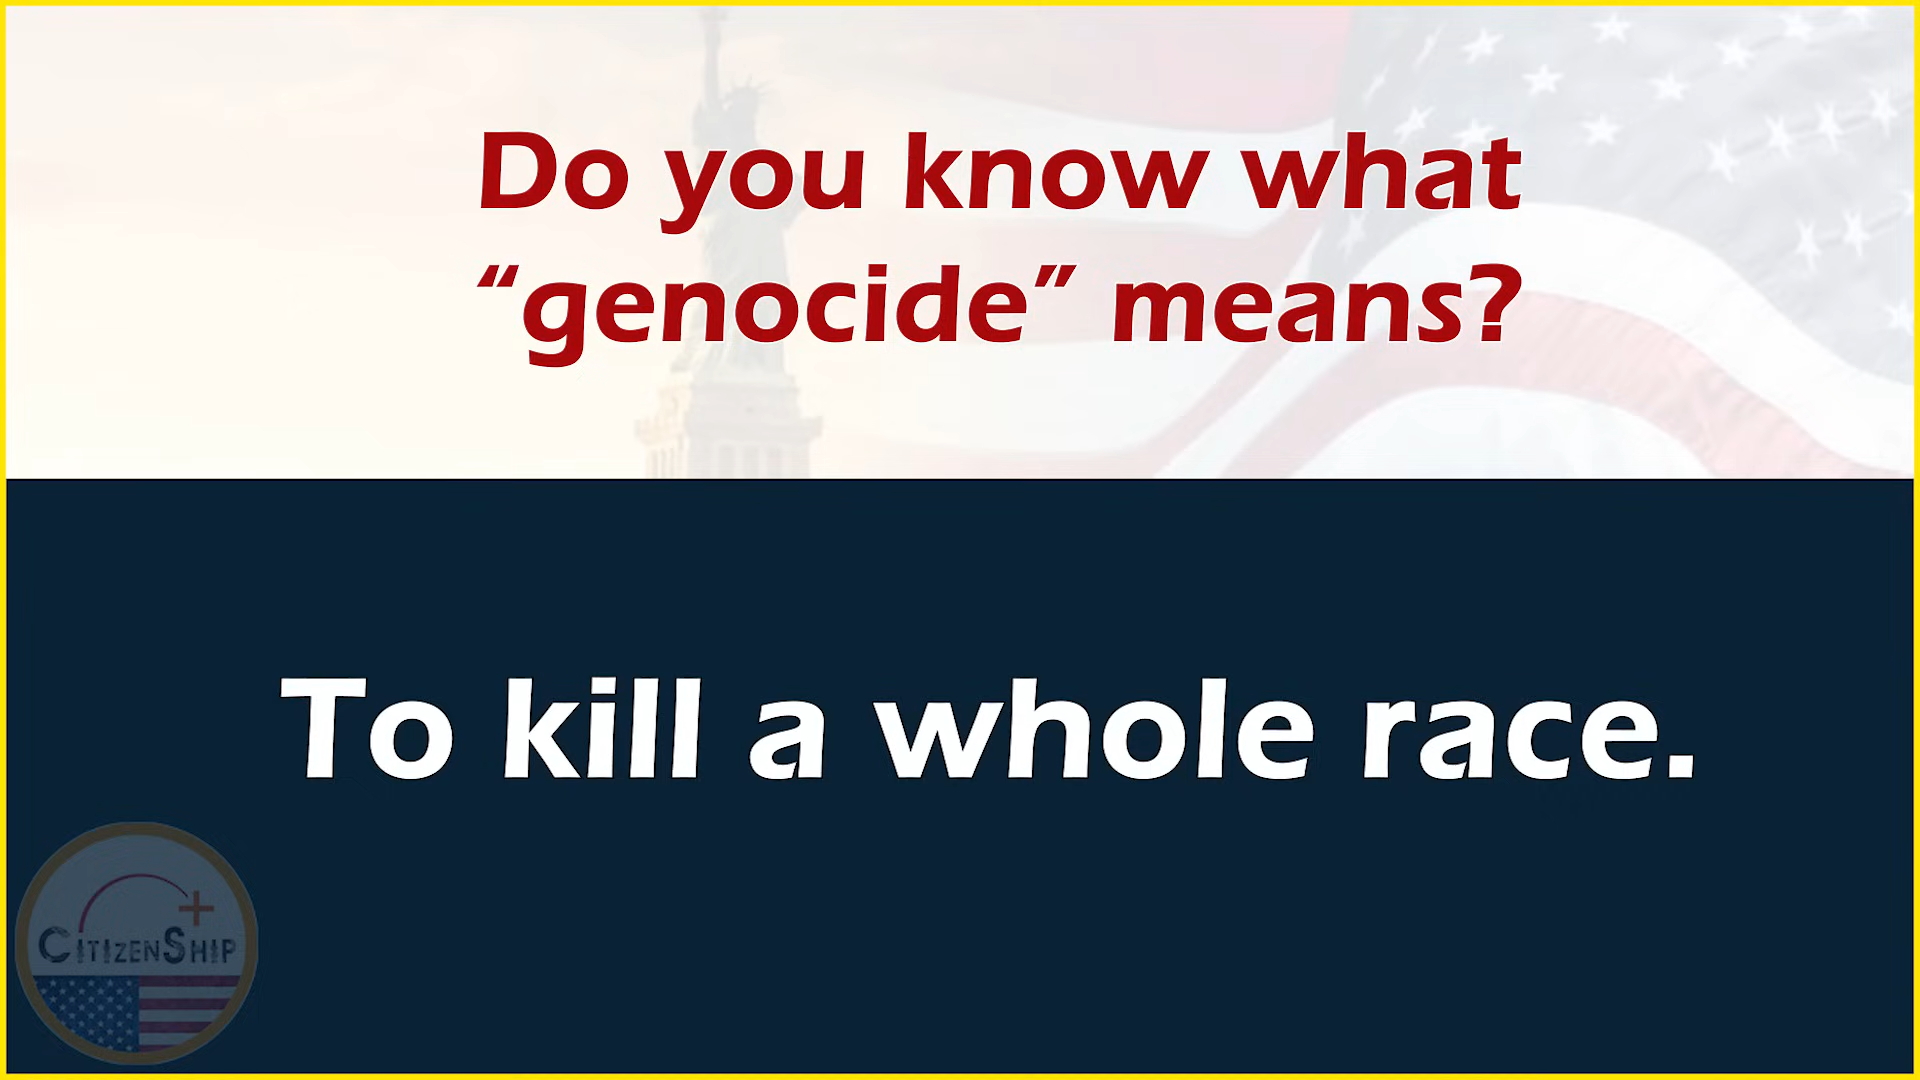 Do you know what
“genocide” means?
To kill a whole race.
CITIZENSHIP